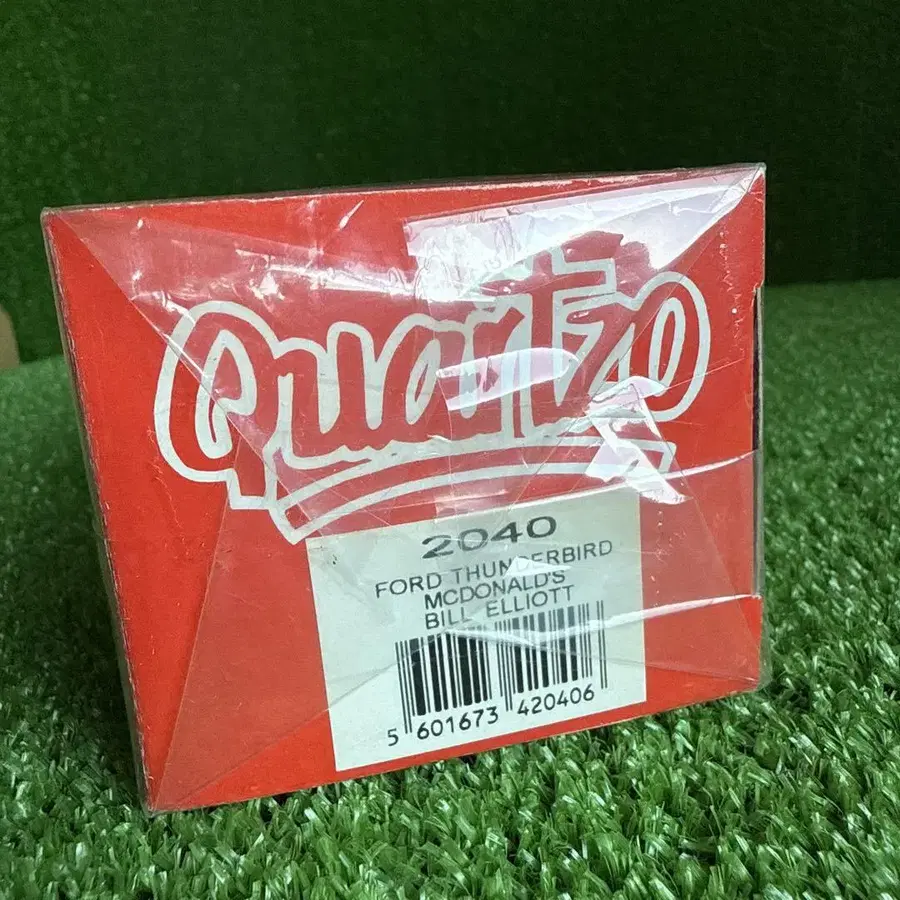 Quartzo
2040
FORD THUNDERBIRD
MCDONALD'S
BILL ELLIOTT
5 601673 420406